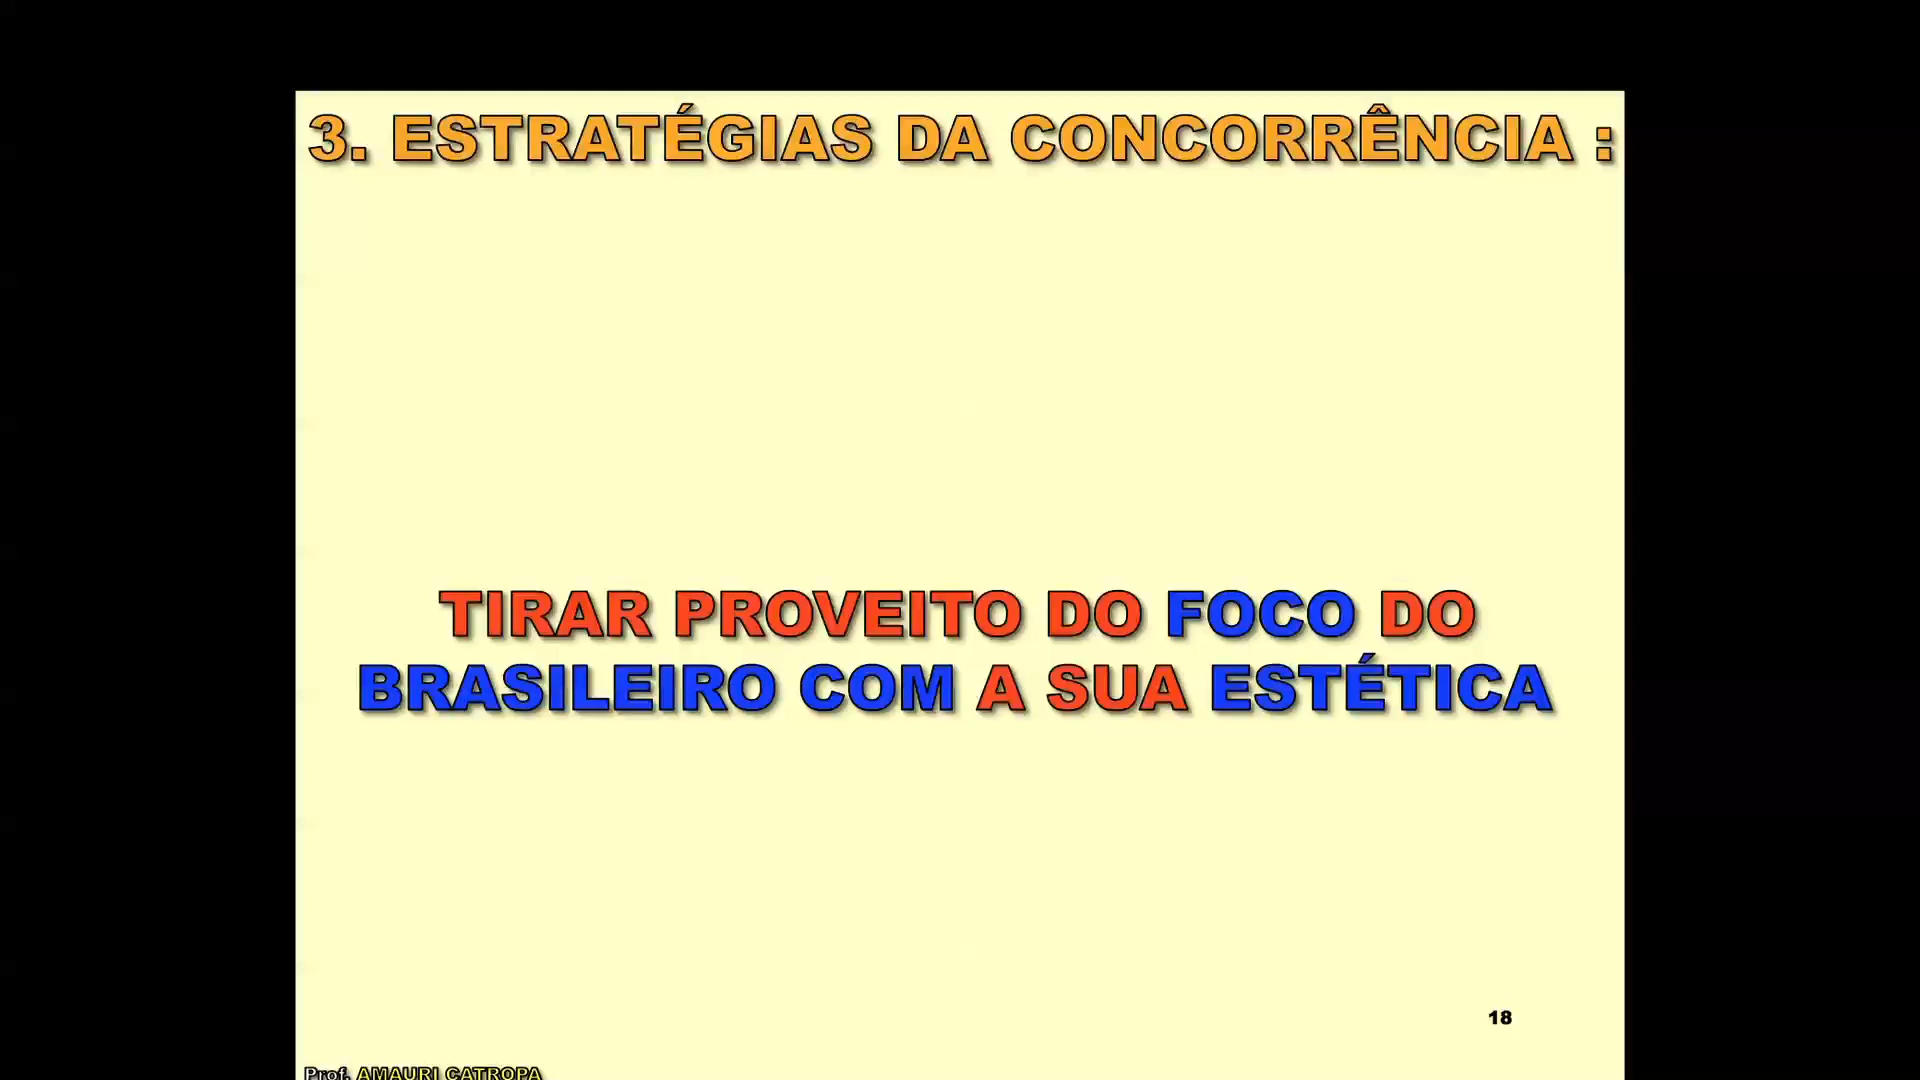 3. ESTRATÉGIAS DA CONCORRÊNCIA :
TIRAR PROVEITO DO FOCO DO
BRASILEIRO COM A SUA ESTÉTICA
18
Prof. AMAURI CATROPA